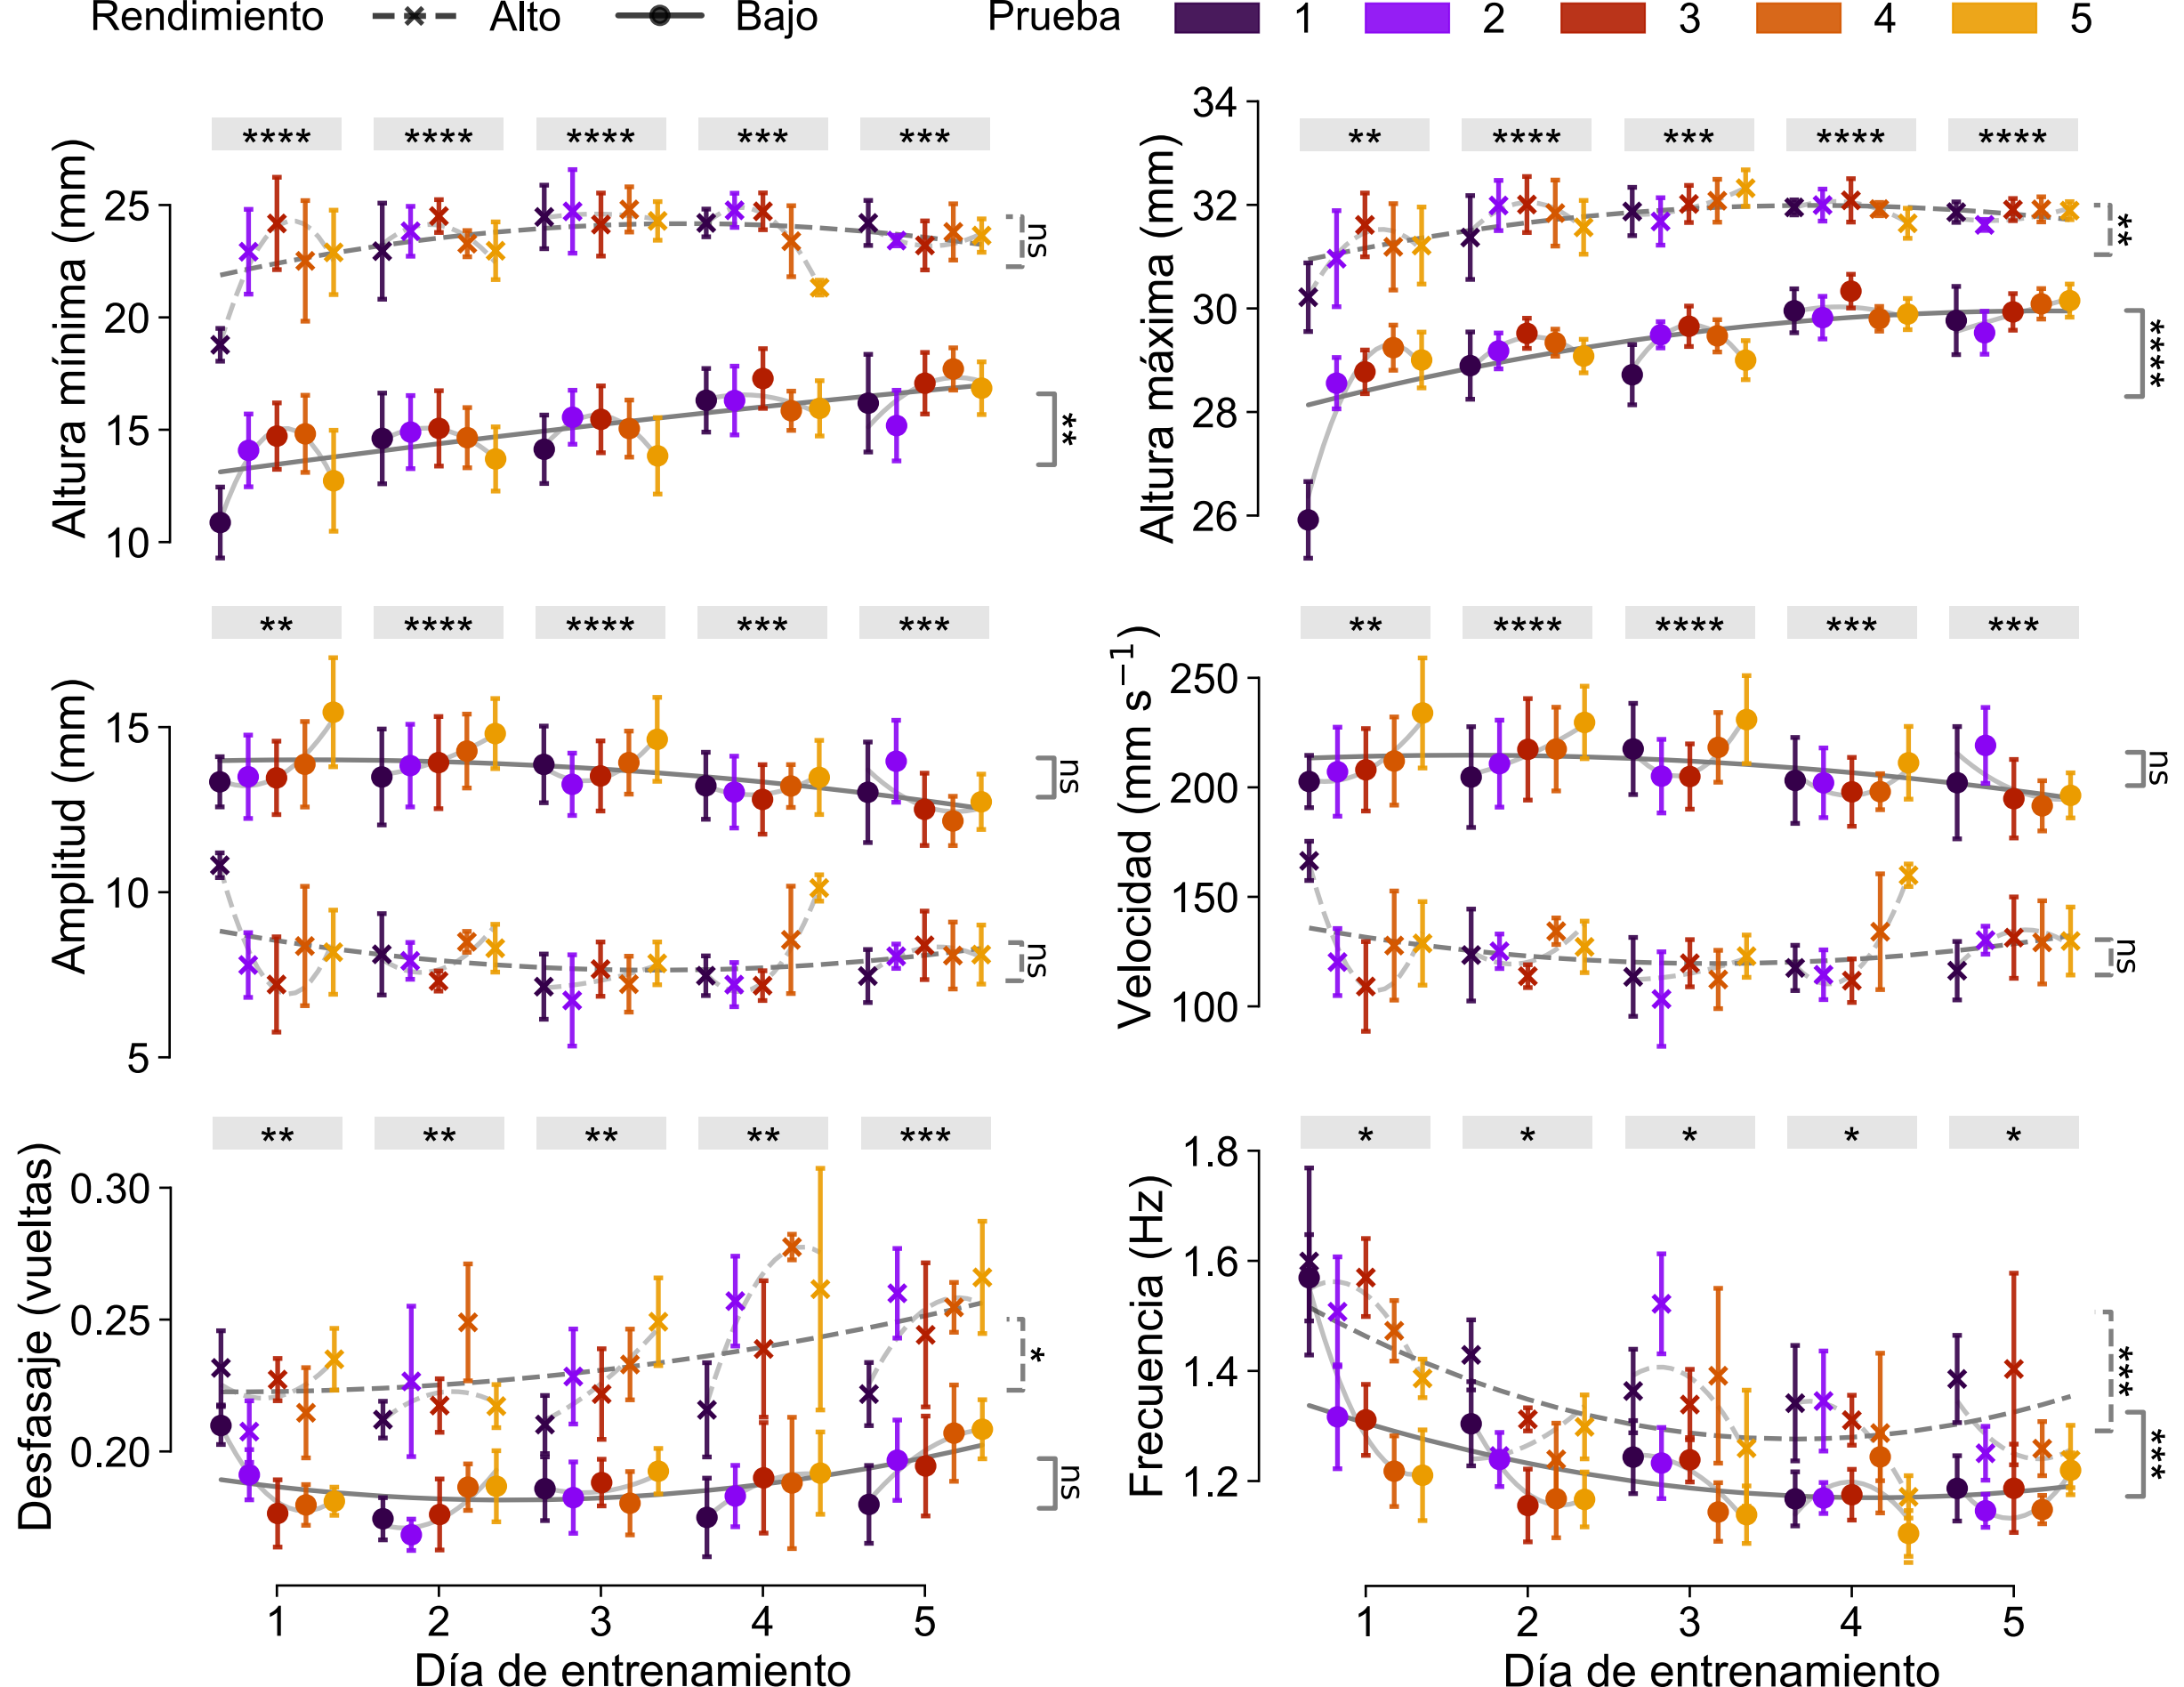 Rendimiento Alto Bajo Prueba 1 2 3 4 5
Altura mínima (mm)
25
20
15
10
**** **** **** *** ***
ns
**
Altura máxima (mm)
34
32
30
28
26
** **** *** **** ****
**
****
Amplitud (mm)
15
10
5
** **** **** *** ***
ns
ns
Velocidad (mm s⁻¹)
250
200
150
100
** **** **** *** ***
ns
ns
Desfasaje (vueltas)
0.30
0.25
0.20
** ** ** ** ***
*
ns
1 2 3 4 5
Día de entrenamiento
Frecuencia (Hz)
1.8
1.6
1.4
1.2
* * * * *
***
***
1 2 3 4 5
Día de entrenamiento